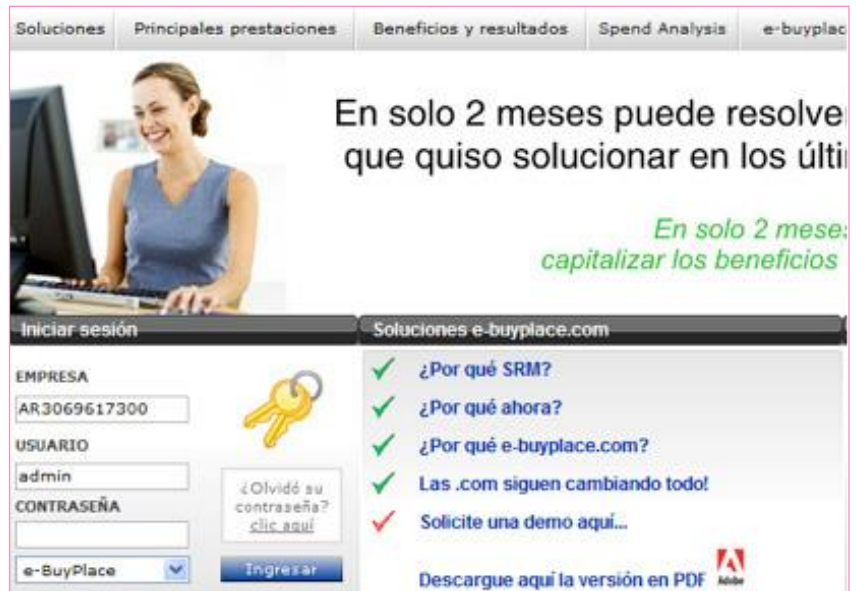 Soluciones Principales prestaciones Beneficios y resultados Spend Analysis e-buyplac
En solo 2 meses puede resolve
que quiso solucionar en los últi
En solo 2 meses
capitalizar los beneficios
Iniciar sesión
EMPRESA
AR3069617300
USUARIO
admin
CONTRASEÑA
¿Olvidó su
contraseña?
clic aquí
e-BuyPlace
Ingresar
Soluciones e-buyplace.com
¿Por qué SRM?
¿Por qué ahora?
¿Por qué e-buyplace.com?
Las .com siguen cambiando todo!
Solicite una demo aquí...
Descargue aquí la versión en PDF
Adobe